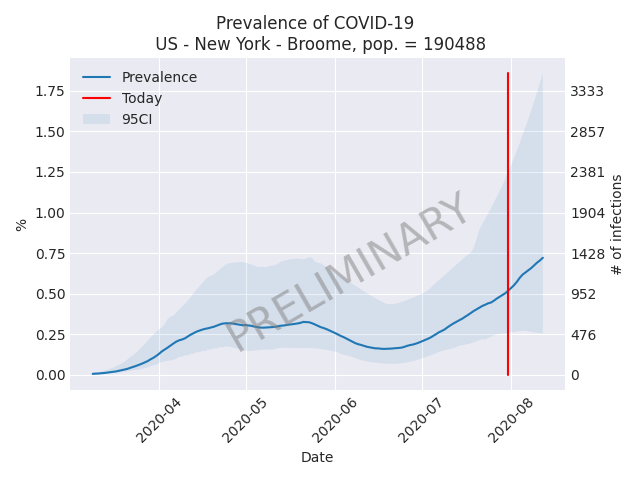 Prevalence of COVID-19
US - New York - Broome, pop. = 190488
Prevalence
Today
95CI
PRELIMINARY
%
1.75
1.50
1.25
1.00
0.75
0.50
0.25
0.00
3333
2857
2381
1904
1428
952
476
0
# of infections
2020-04
2020-05
2020-06
2020-07
2020-08
Date